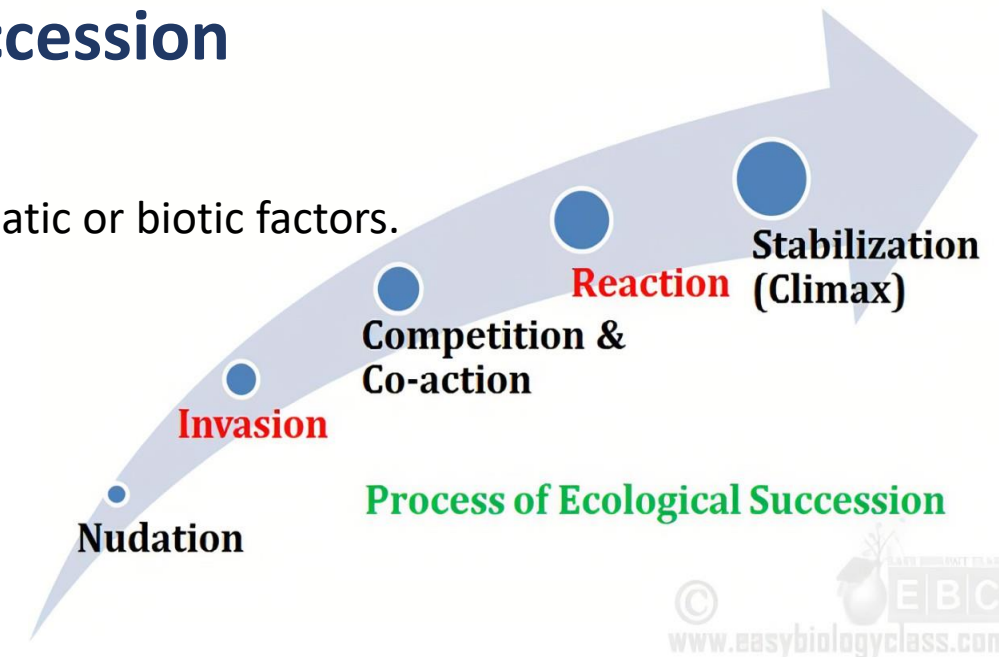 ccession
atic or biotic factors.
Stabilization
(Climax)
Reaction
Competition &
Co-action
Invasion
Nudation
Process of Ecological Succession
EBC
© www.easybiologyclass.com